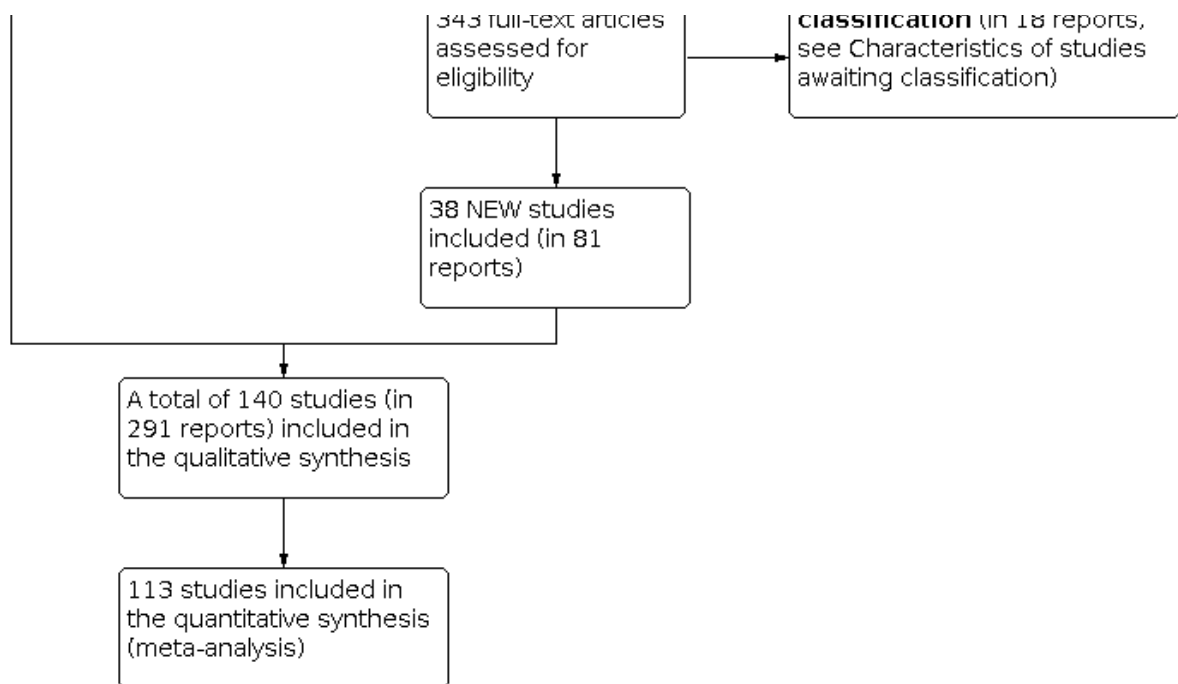 343 full-text articles
assessed for
eligibility
classification (in 18 reports,
see Characteristics of studies
awaiting classification)
38 NEW studies
included (in 81
reports)
A total of 140 studies (in
291 reports) included in
the qualitative synthesis
113 studies included in
the quantitative synthesis
(meta-analysis)